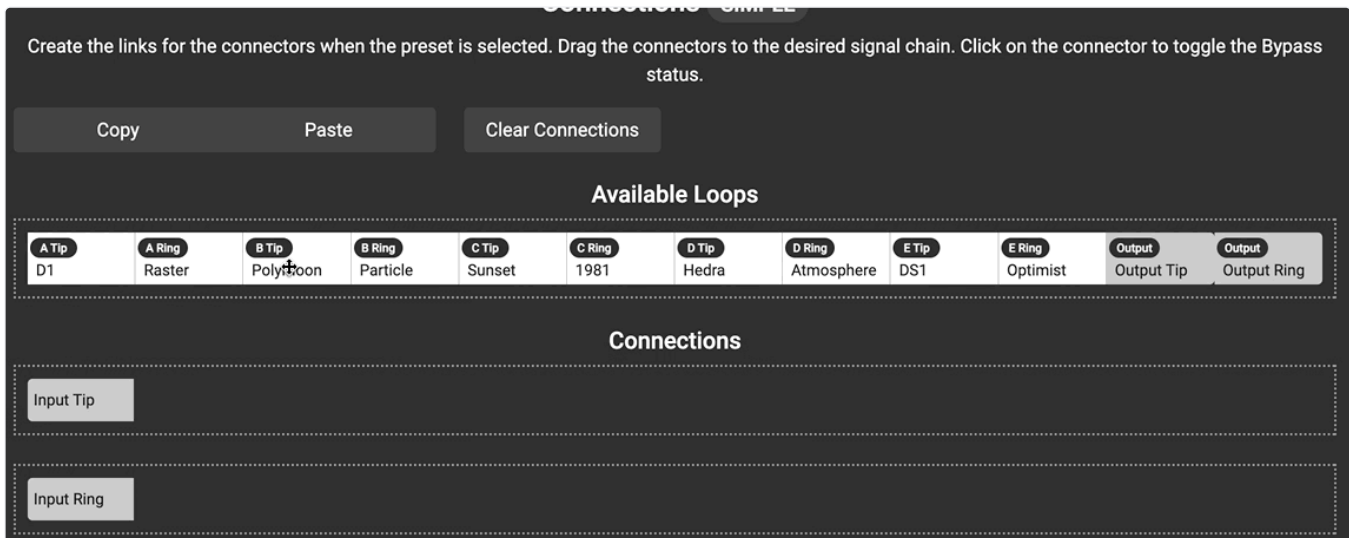 Connections SIMPLE
Create the links for the connectors when the preset is selected. Drag the connectors to the desired signal chain. Click on the connector to toggle the Bypass
status.
Copy Paste Clear Connections
Available Loops
A Tip A Ring B Tip B Ring C Tip C Ring D Tip D Ring E Tip E Ring Output Output
D1 Raster Polymoon Particle Sunset 1981 Hedra Atmosphere DS1 Optimist Output Tip Output Ring
Connections
Input Tip
Input Ring